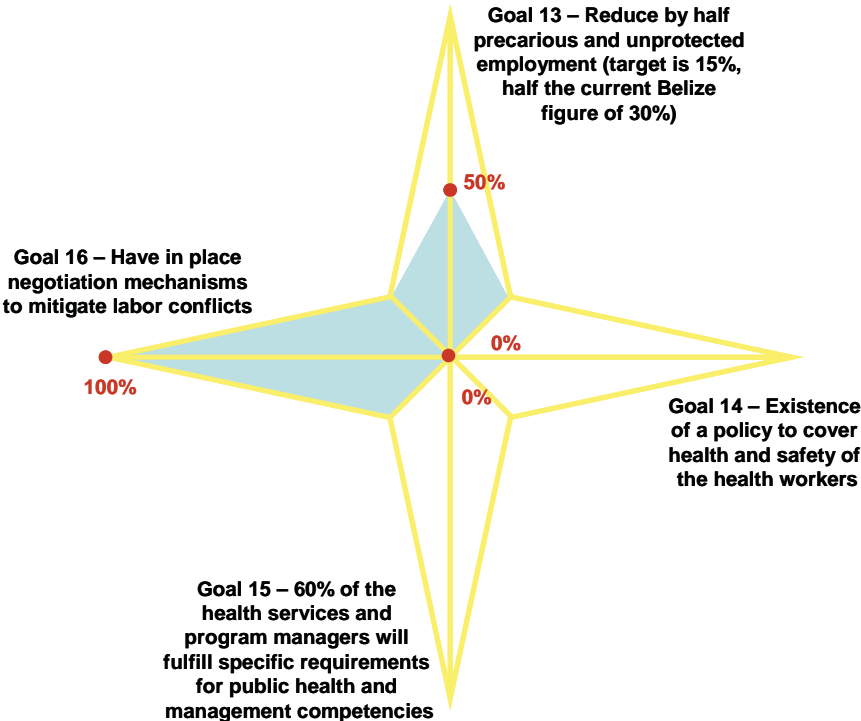 Goal 13 – Reduce by half
precarious and unprotected
employment (target is 15%,
half the current Belize
figure of 30%)
50%
Goal 16 – Have in place
negotiation mechanisms
to mitigate labor conflicts
100%
0%
0%
Goal 14 – Existence
of a policy to cover
health and safety of
the health workers
Goal 15 – 60% of the
health services and
program managers will
fulfill specific requirements
for public health and
management competencies